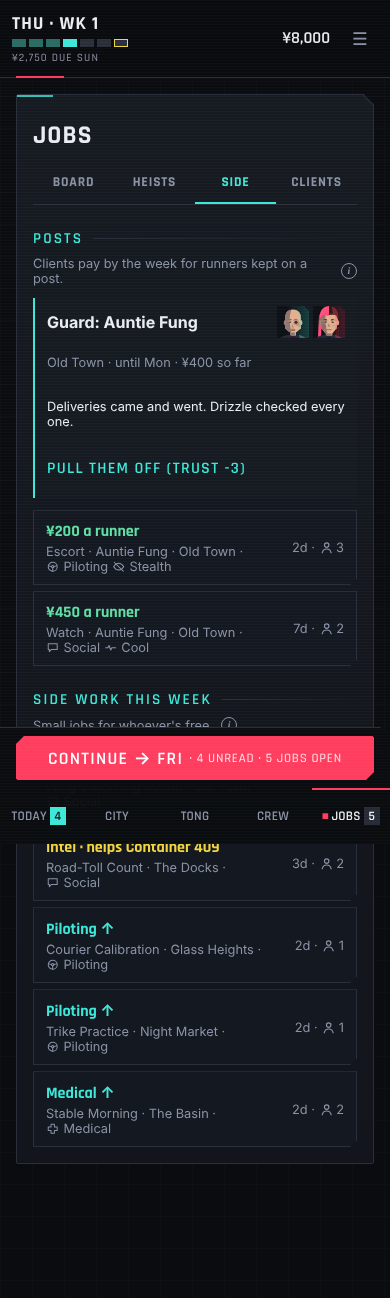 THU · WK 1
¥2,750 DUE SUN
¥8,000
JOBS
BOARD HEISTS SIDE CLIENTS
POSTS
Clients pay by the week for runners kept on a
post.
i
Guard: Auntie Fung
Old Town · until Mon · ¥400 so far
Deliveries came and went. Drizzle checked every
one.
PULL THEM OFF (TRUST -3)
¥200 a runner
Escort · Auntie Fung · Old Town ·
Piloting Stealth
2d · 3
¥450 a runner
Watch · Auntie Fung · Old Town ·
Social Cool
7d · 2
SIDE WORK THIS WEEK
Small jobs for whoever's free. i
CONTINUE → FRI · 4 UNREAD · 5 JOBS OPEN
TODAY 4 CITY TONG CREW JOBS 5
Intel · helps Container 409
Road-Toll Count · The Docks ·
Social
3d · 2
Piloting ↑
Courier Calibration · Glass Heights ·
Piloting
2d · 1
Piloting ↑
Trike Practice · Night Market ·
Piloting
2d · 1
Medical ↑
Stable Morning · The Basin ·
Medical
2d · 2